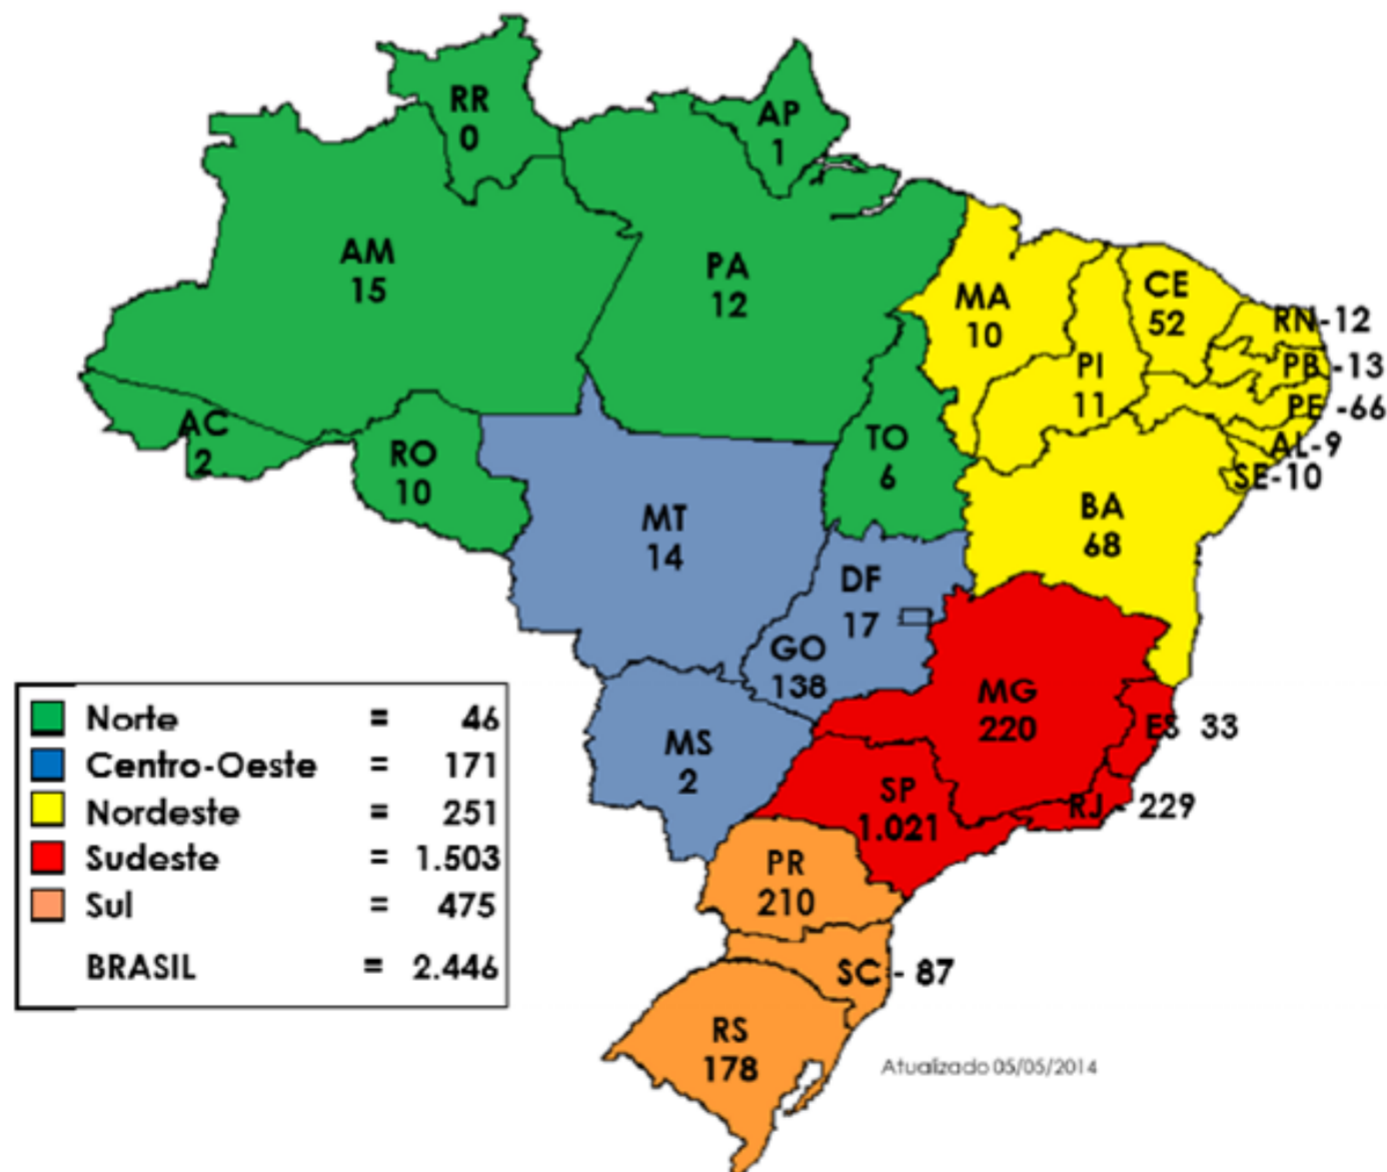 RR
0
AP
1
AM
15
PA
12
MA
10
CE
52
RN-12
PB -13
PI
11
PE -66
AC
2
RO
10
TO
6
AL-9
SE-10
BA
68
MT
14
DF
17
GO
138
MG
220
ES 33
MS
2
SP
1.021
RJ - 229
PR
210
SC - 87
RS
178
Norte = 46
Centro-Oeste = 171
Nordeste = 251
Sudeste = 1.503
Sul = 475
BRASIL = 2.446
Atualizado 05/05/2014